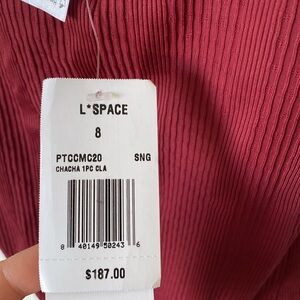 L*SPACE
8
PTCCMC20 SNG
CHACHA 1PC CLA
8 40149 50243 6
$187.00